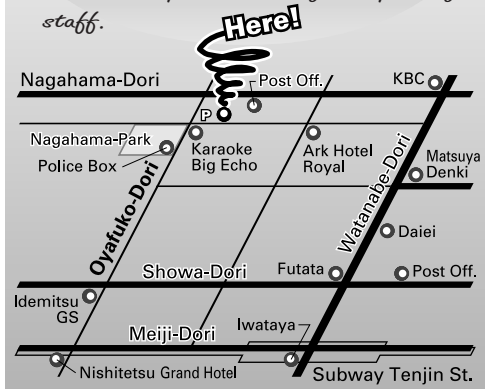 staff.
Here!
Nagahama-Dori
Post Off.
KBC
P
Nagahama-Park
Police Box
Karaoke
Big Echo
Ark Hotel
Royal
Matsuya
Denki
Oyafuko-Dori
Watanabe-Dori
Daiei
Showa-Dori
Futata
Post Off.
Idemitsu
GS
Meiji-Dori
Iwataya
Nishitetsu Grand Hotel
Subway Tenjin St.